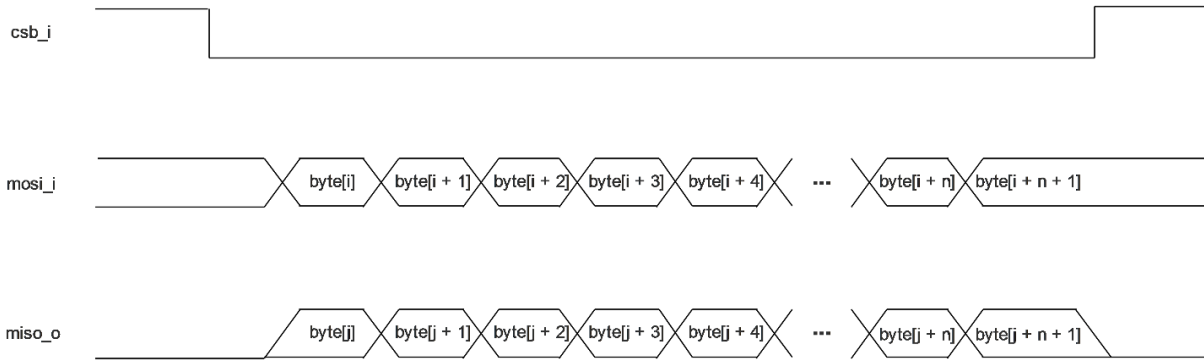 csb_i
mosi_i byte[i] byte[i + 1] byte[i + 2] byte[i + 3] byte[i + 4] ... byte[i + n] byte[i + n + 1]
miso_o byte[j] byte[j + 1] byte[j + 2] byte[j + 3] byte[j + 4] ... byte[j + n] byte[j + n + 1]